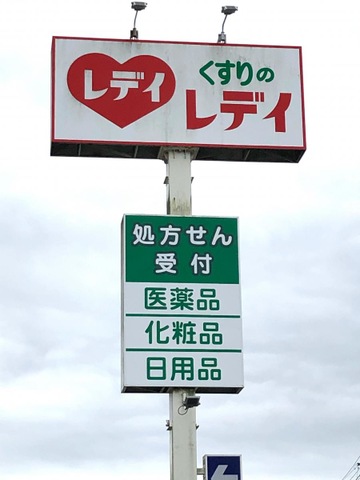 レデイ
くすりの
レデイ
処方せん
受付
医薬品
化粧品
日用品